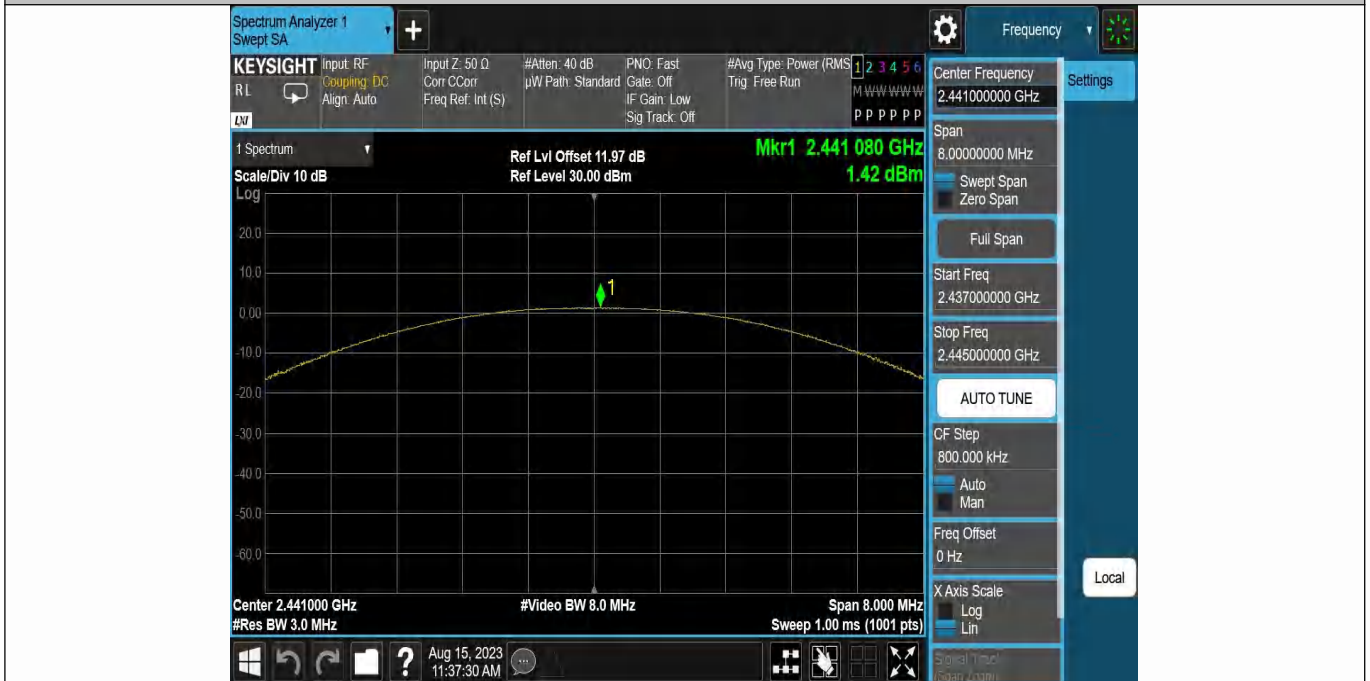 Spectrum Analyzer 1
Swept SA
+
Frequency
KEYSIGHT
RL
LXI
Input: RF
Coupling: DC
Align: Auto
Input Z: 50 Ω
Corr CCorr
Freq Ref: Int (S)
#Atten: 40 dB
µW Path: Standard
PNO: Fast
Gate: Off
IF Gain: Low
Sig Track: Off
#Avg Type: Power (RMS
Trig: Free Run
1 2 3 4 5 6
M W W W W W
P P P P P P
1 Spectrum
Scale/Div 10 dB
Log
Ref Lvl Offset 11.97 dB
Ref Level 30.00 dBm
Mkr1 2.441 080 GHz
1.42 dBm
20.0
10.0
0.00
-10.0
-20.0
-30.0
-40.0
-50.0
-60.0
1
Center 2.441000 GHz
#Res BW 3.0 MHz
#Video BW 8.0 MHz
Span 8.000 MHz
Sweep 1.00 ms (1001 pts)
Aug 15, 2023
11:37:30 AM
?
Center Frequency
2.441000000 GHz
Settings
Span
8.00000000 MHz
Swept Span
Zero Span
Full Span
Start Freq
2.437000000 GHz
Stop Freq
2.445000000 GHz
AUTO TUNE
CF Step
800.000 kHz
Auto
Man
Freq Offset
0 Hz
X Axis Scale
Log
Lin
Local
Signal Track
(Span Zoom)